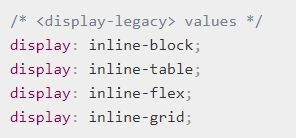 /* <display-legacy> values */
display: inline-block;
display: inline-table;
display: inline-flex;
display: inline-grid;